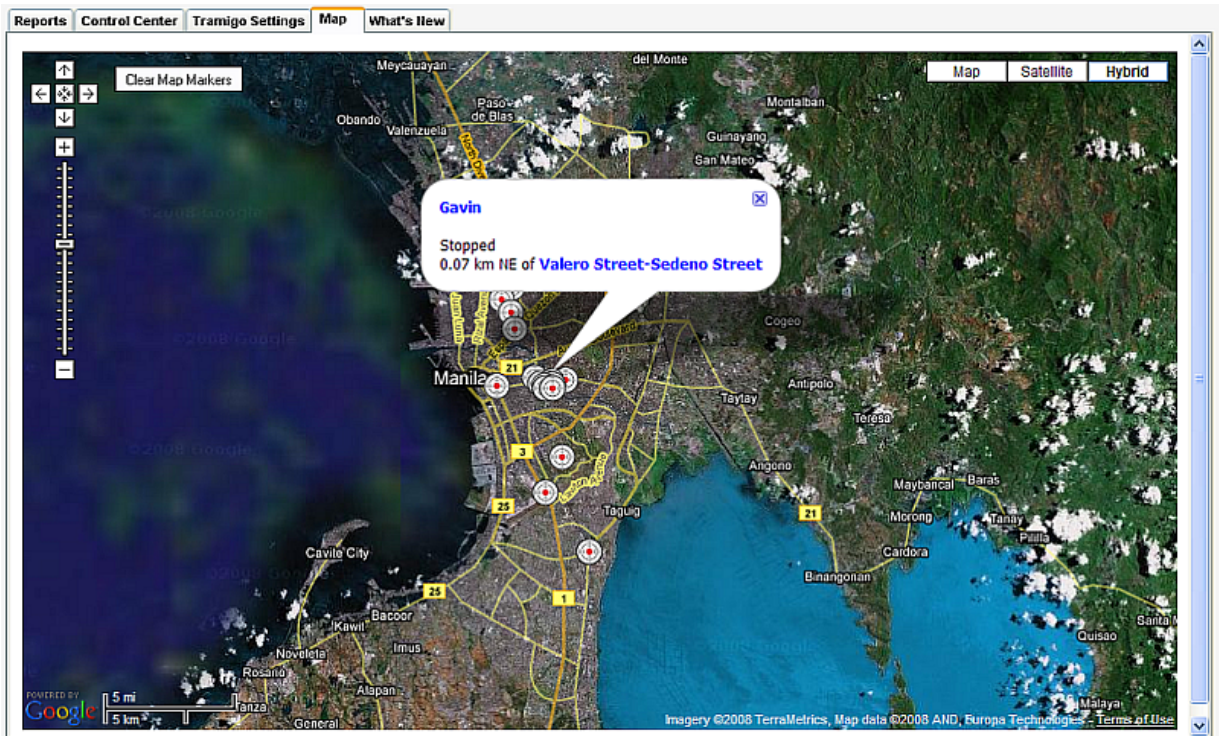 Reports Control Center Tramigo Settings Map What's New
Clear Map Markers
Map Satellite Hybrid
Meycauayan
del Monte
Paso de Blas
Montalban
Obando
Valenzuela
Guinayang
San Mateo
©2008 Google
Gavin
Stopped
0.07 km NE of Valero Street-Sedeno Street
Juan Luna
Cogeo
©2008 Google
21
Manila
Antipolo
Taytay
Teresa
3
©2008 Google
Angono
Maybancal
Baras
25
Taguig
21
Morong
Tanay
Pililla
Cavite City
Cardona
Binangonan
25
1
Bacoor
Kawit
Quisao
Imus
Noveleta
Rosario
Alapan
Malaya
Tanza
General
POWERED BY
Google
5 mi
5 km
Imagery ©2008 TerraMetrics, Map data ©2008 AND, Europa Technologies - Terms of Use